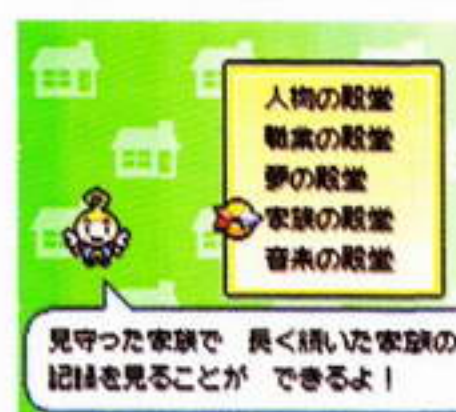 人物の殿堂
職業の殿堂
夢の殿堂
家族の殿堂
音楽の殿堂
見守った家族で 長く続いた家族の
記録を見ることが できるよ!